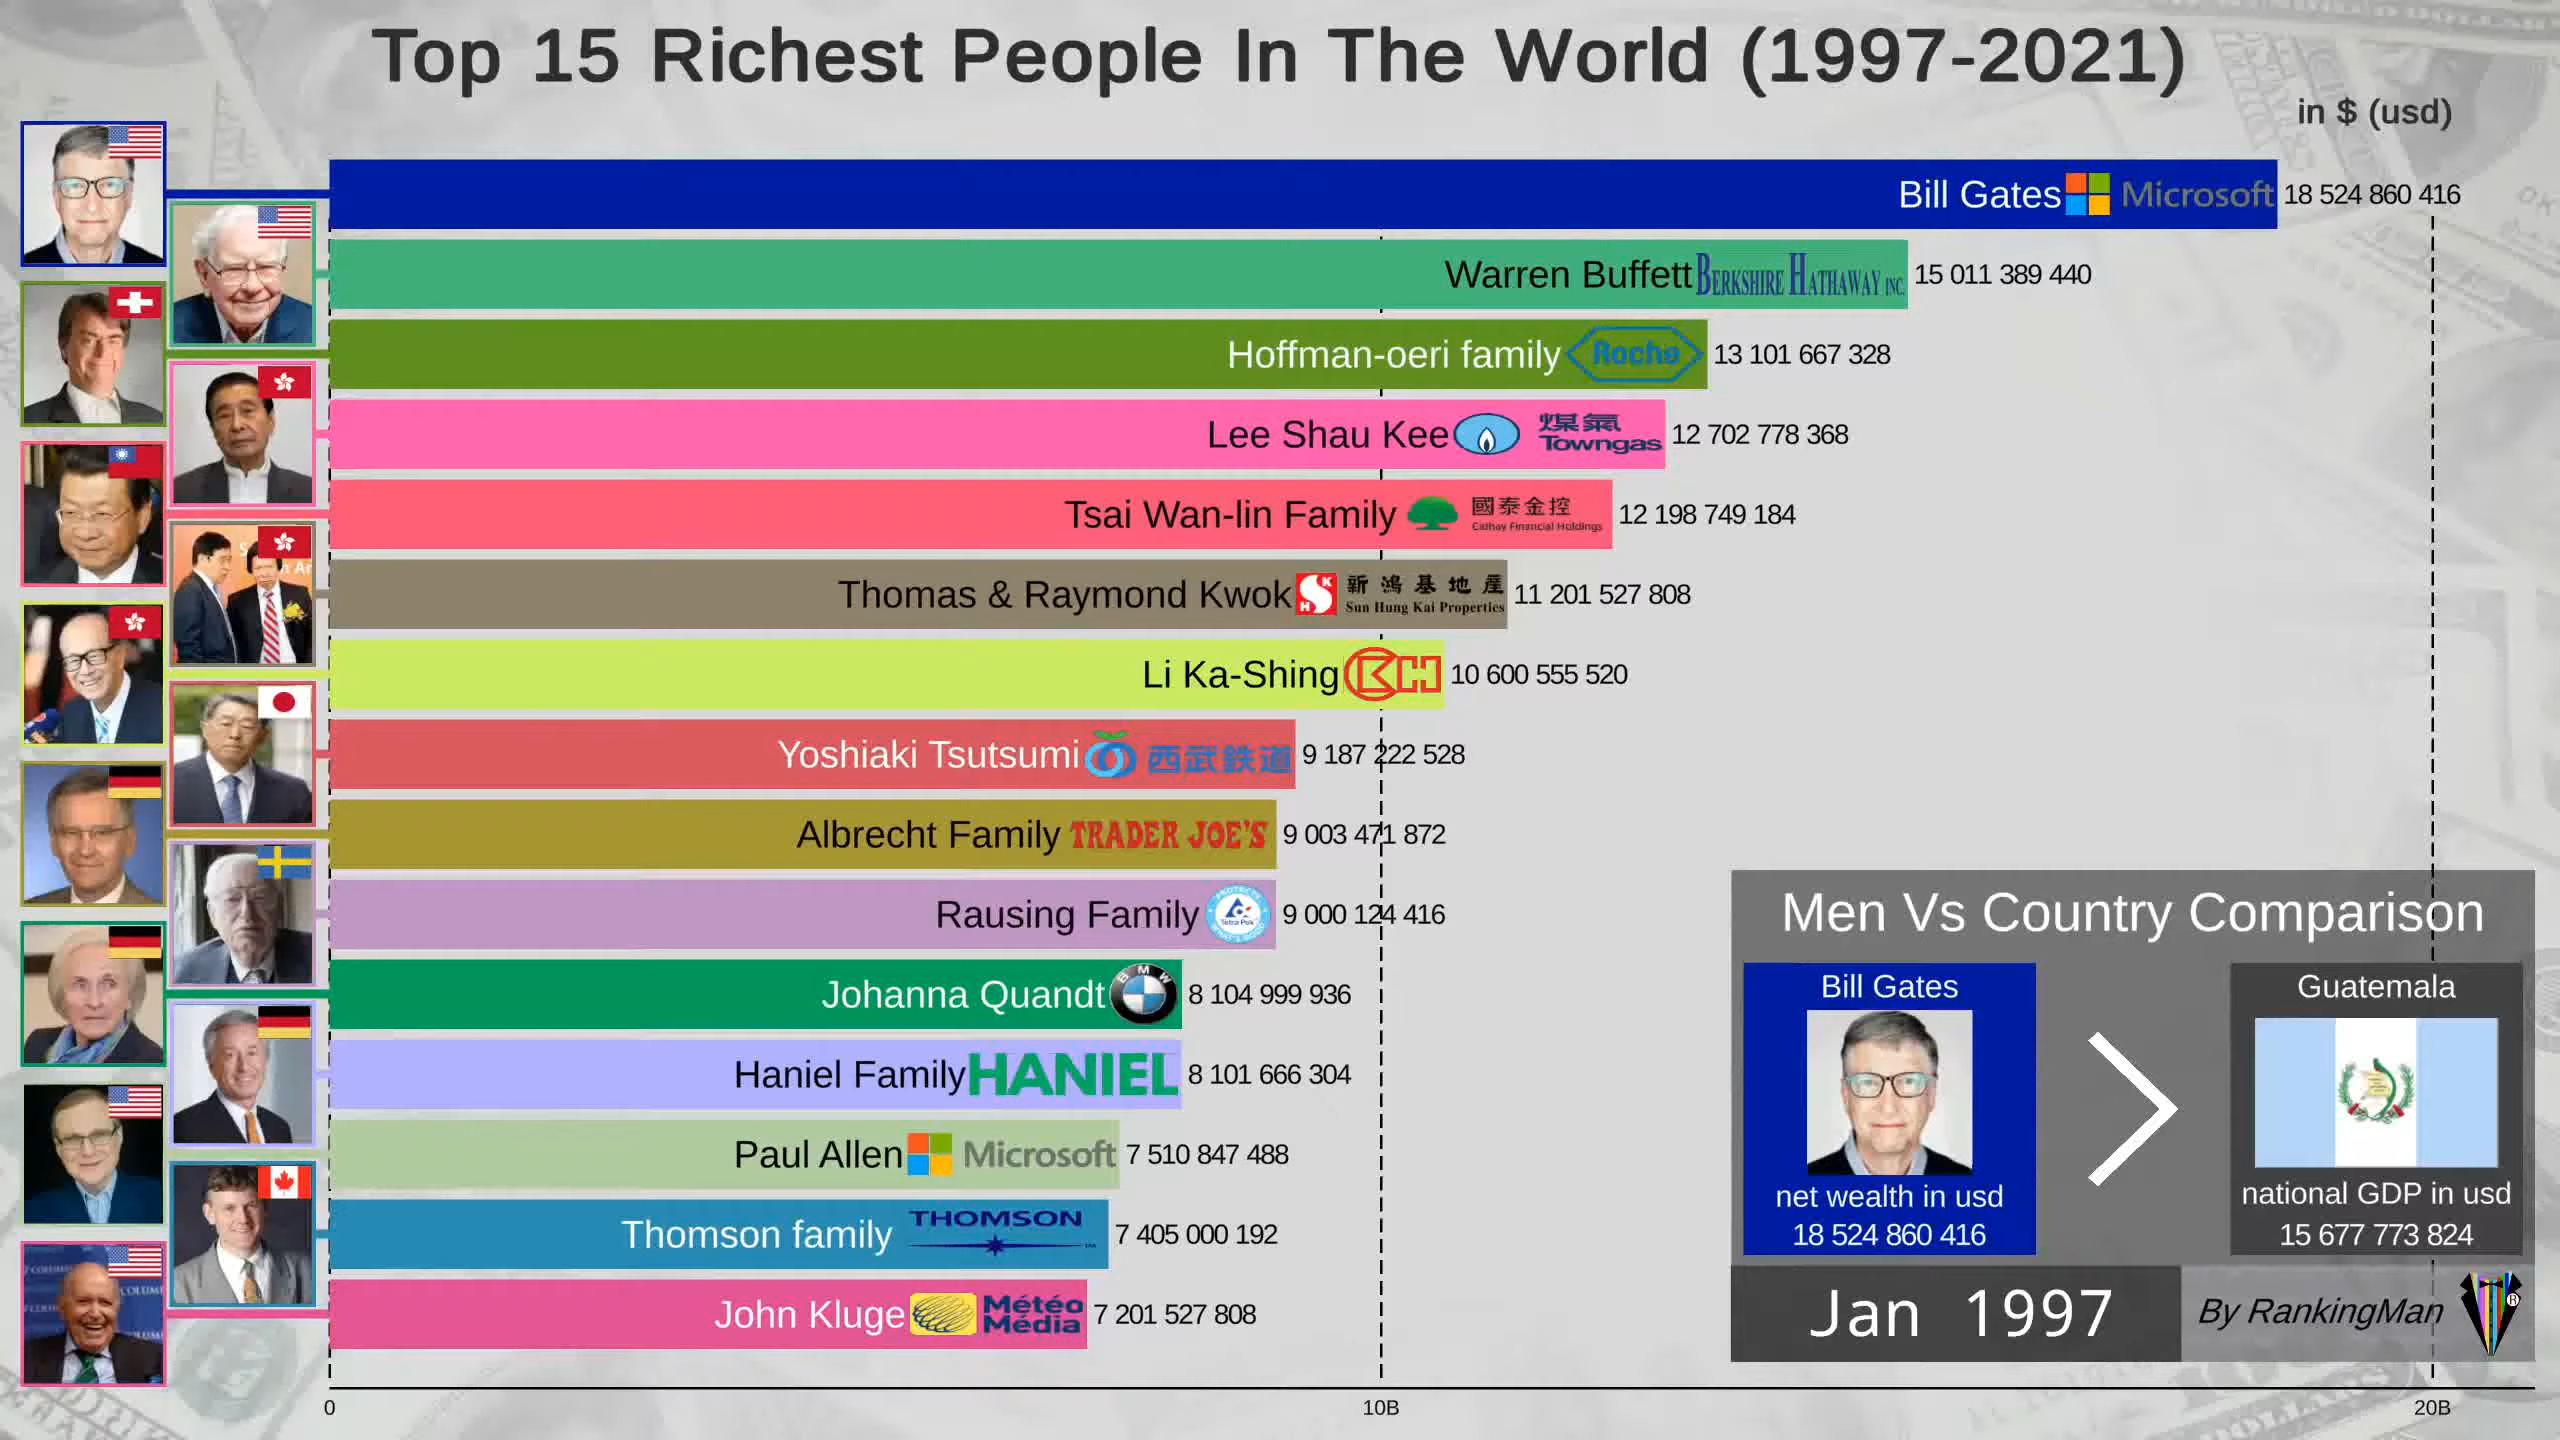 Top 15 Richest People In The World (1997-2021)
in $ (usd)
Bill Gates Microsoft 18 524 860 416
Warren Buffett BERKSHIRE HATHAWAY INC. 15 011 389 440
Hoffman-oeri family Roche 13 101 667 328
Lee Shau Kee 煤氣 Towngas 12 702 778 368
Tsai Wan-lin Family 國泰金控 Cathay Financial Holdings 12 198 749 184
Thomas & Raymond Kwok SHK 新鴻基地產 Sun Hung Kai Properties 11 201 527 808
Li Ka-Shing 10 600 555 520
Yoshiaki Tsutsumi 西武鉄道 9 187 222 528
Albrecht Family TRADER JOE'S 9 003 471 872
Rausing Family PROTECTS Tetra Pak WHAT'S GOOD 9 000 124 416
Johanna Quandt BMW 8 104 999 936
Haniel Family HANIEL 8 101 666 304
Paul Allen Microsoft 7 510 847 488
Thomson family THOMSON 7 405 000 192
John Kluge Météo Média 7 201 527 808
0 10B 20B
Men Vs Country Comparison
Bill Gates
net wealth in usd
18 524 860 416
>
Guatemala
national GDP in usd
15 677 773 824
Jan 1997
By RankingMan